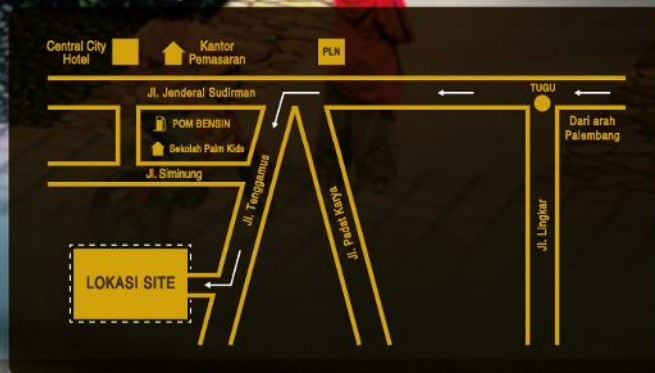 Central City
Hotel
Kantor
Pemasaran
PLN
Jl. Jenderal Sudirman
TUGU
POM BENSIN
Dari arah
Palembang
Sekolah Palm Kids
Jl. Siminung
Jl. Tenggamus
Jl. Padat Karya
Jl. Lingkar
LOKASI SITE